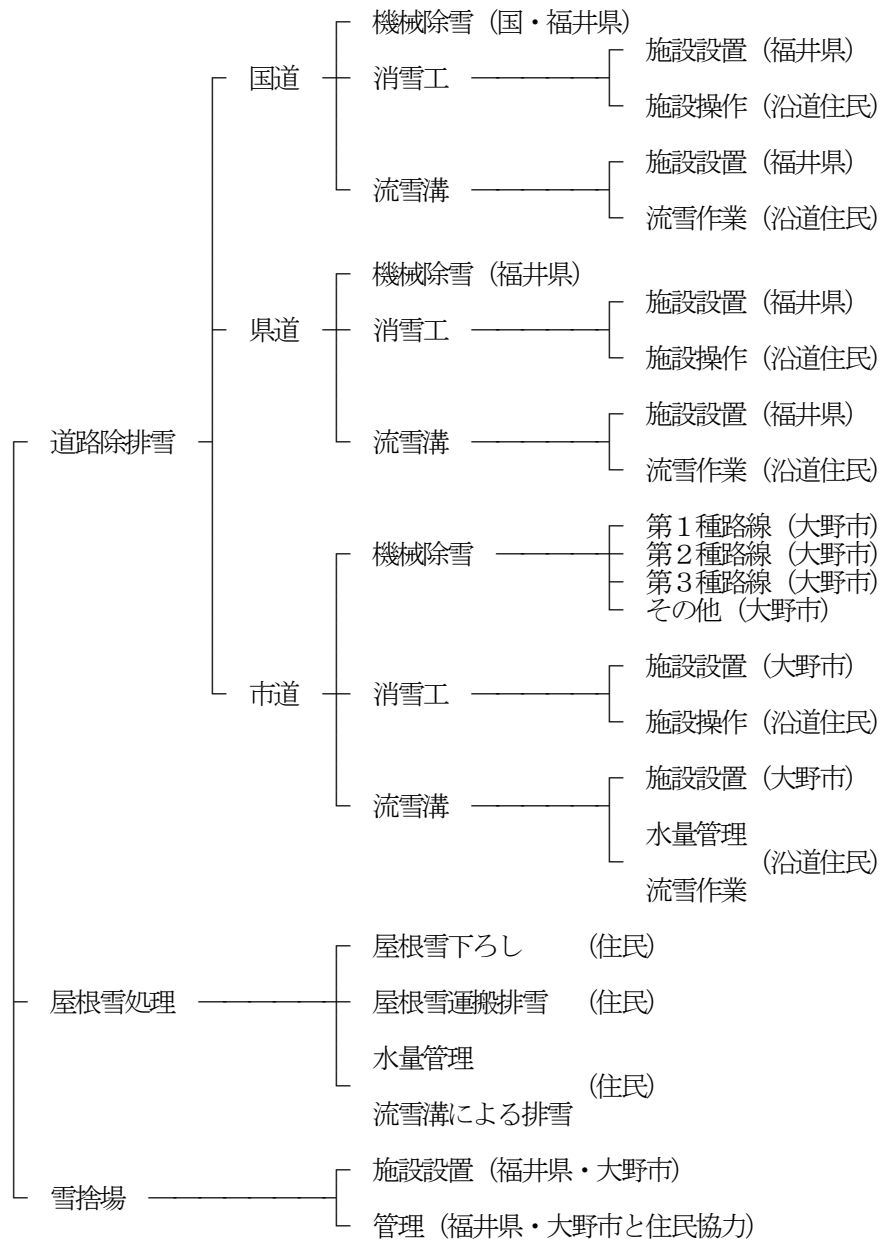 機械除雪（国・福井県）
施設設置（福井県）
国道
消雪工
施設操作（沿道住民）
施設設置（福井県）
流雪溝
流雪作業（沿道住民）
機械除雪（福井県）
施設設置（福井県）
県道
消雪工
施設操作（沿道住民）
施設設置（福井県）
道路除排雪
流雪溝
流雪作業（沿道住民）
第１種路線（大野市）
機械除雪
第２種路線（大野市）
第３種路線（大野市）
その他（大野市）
施設設置（大野市）
市道
消雪工
施設操作（沿道住民）
施設設置（大野市）
流雪溝
水量管理
（沿道住民）
流雪作業
屋根雪下ろし　（住民）
屋根雪処理
屋根雪運搬排雪　（住民）
水量管理
（住民）
流雪溝による排雪
施設設置（福井県・大野市）
雪捨場
管理（福井県・大野市と住民協力）